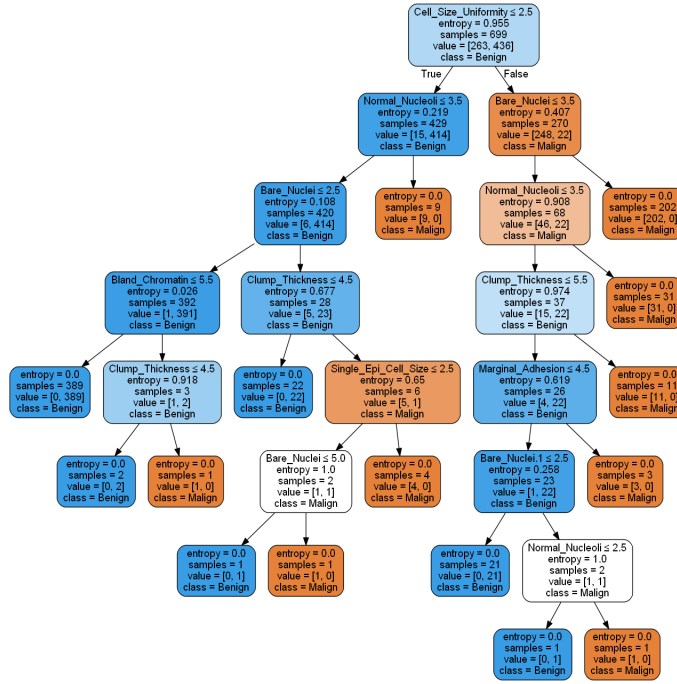 Cell_Size_Uniformity ≤ 2.5
entropy = 0.955
samples = 699
value = [263, 436]
class = Benign
True
False
Normal_Nucleoli ≤ 3.5
entropy = 0.219
samples = 429
value = [15, 414]
class = Benign
Bare_Nuclei ≤ 3.5
entropy = 0.407
samples = 270
value = [248, 22]
class = Malign
Bare_Nuclei ≤ 2.5
entropy = 0.108
samples = 420
value = [6, 414]
class = Benign
entropy = 0.0
samples = 9
value = [9, 0]
class = Malign
Normal_Nucleoli ≤ 3.5
entropy = 0.908
samples = 68
value = [46, 22]
class = Malign
entropy = 0.0
samples = 202
value = [202, 0]
class = Malign
Bland_Chromatin ≤ 5.5
entropy = 0.026
samples = 392
value = [1, 391]
class = Benign
Clump_Thickness ≤ 4.5
entropy = 0.677
samples = 28
value = [5, 23]
class = Benign
Clump_Thickness ≤ 5.5
entropy = 0.974
samples = 37
value = [15, 22]
class = Benign
entropy = 0.0
samples = 31
value = [31, 0]
class = Malign
entropy = 0.0
samples = 389
value = [0, 389]
class = Benign
Clump_Thickness ≤ 4.5
entropy = 0.918
samples = 3
value = [1, 2]
class = Benign
entropy = 0.0
samples = 22
value = [0, 22]
class = Benign
Single_Epi_Cell_Size ≤ 2.5
entropy = 0.65
samples = 6
value = [5, 1]
class = Malign
Marginal_Adhesion ≤ 4.5
entropy = 0.619
samples = 26
value = [4, 22]
class = Benign
entropy = 0.0
samples = 11
value = [11, 0]
class = Malign
entropy = 0.0
samples = 2
value = [0, 2]
class = Benign
entropy = 0.0
samples = 1
value = [1, 0]
class = Malign
Bare_Nuclei ≤ 5.0
entropy = 1.0
samples = 2
value = [1, 1]
class = Malign
entropy = 0.0
samples = 4
value = [4, 0]
class = Malign
Bare_Nuclei.1 ≤ 2.5
entropy = 0.258
samples = 23
value = [1, 22]
class = Benign
entropy = 0.0
samples = 3
value = [3, 0]
class = Malign
entropy = 0.0
samples = 1
value = [0, 1]
class = Benign
entropy = 0.0
samples = 1
value = [1, 0]
class = Malign
entropy = 0.0
samples = 21
value = [0, 21]
class = Benign
Normal_Nucleoli ≤ 2.5
entropy = 1.0
samples = 2
value = [1, 1]
class = Malign
entropy = 0.0
samples = 1
value = [0, 1]
class = Benign
entropy = 0.0
samples = 1
value = [1, 0]
class = Malign